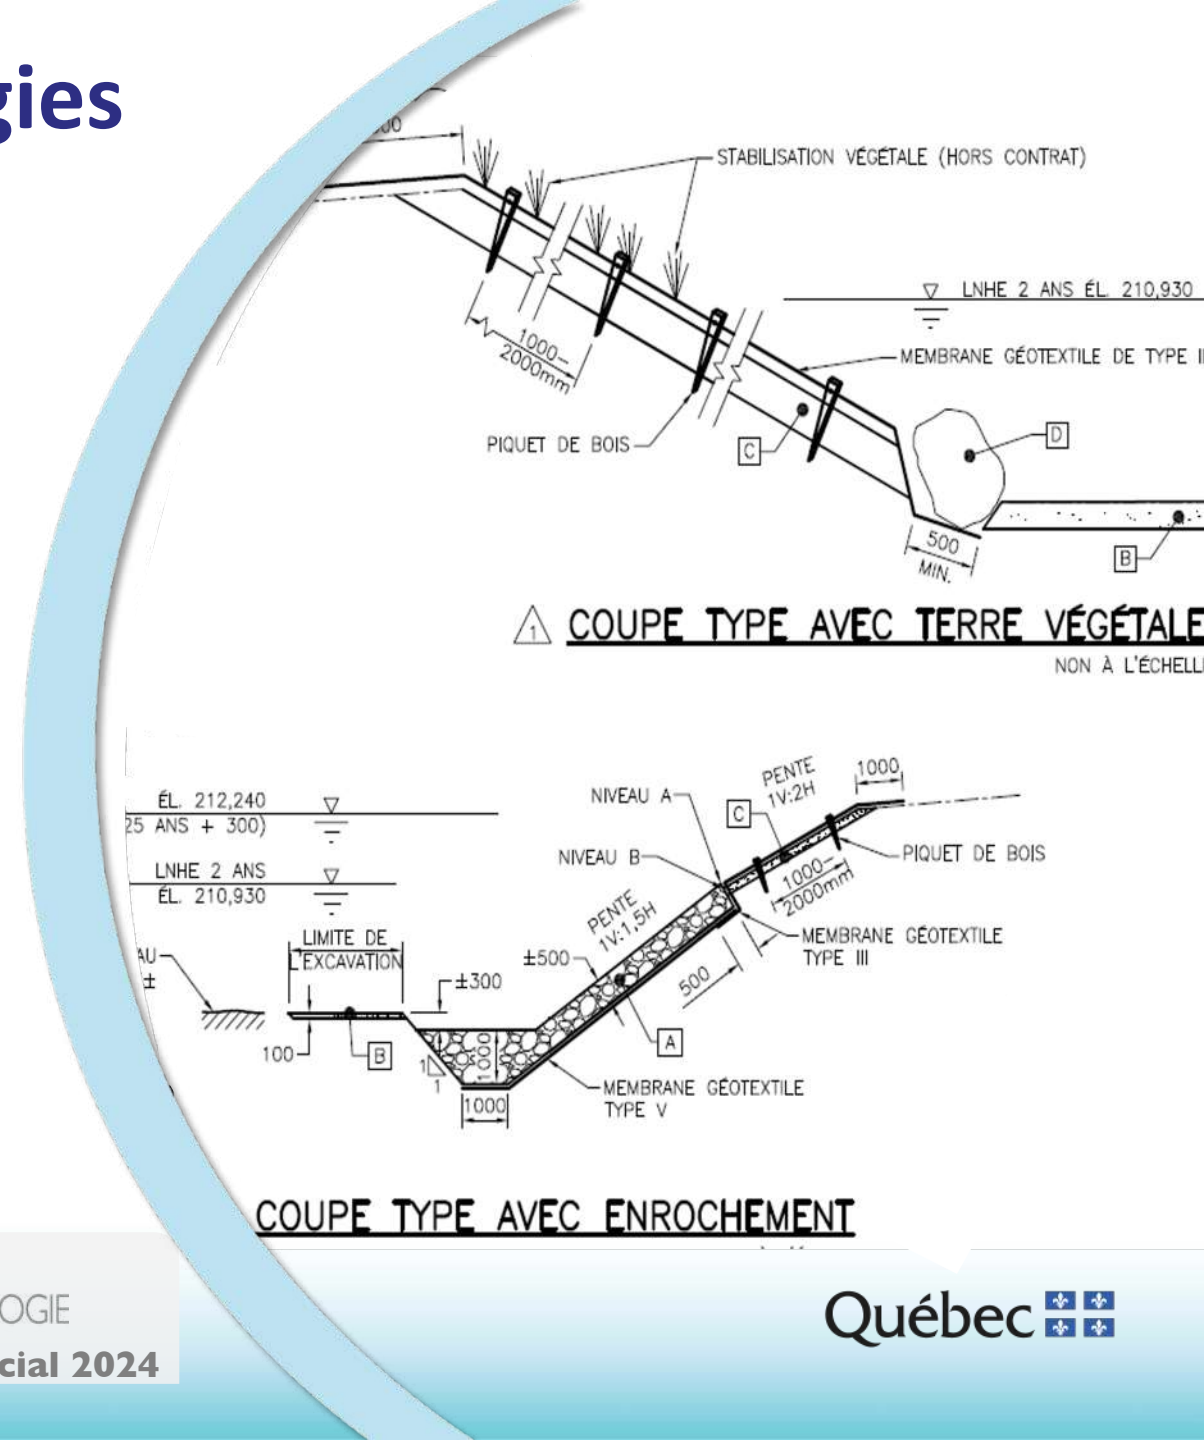 gies
STABILISATION VÉGÉTALE (HORS CONTRAT)
LNHE 2 ANS ÉL. 210,930
1000–
2000mm
MEMBRANE GÉOTEXTILE DE TYPE
PIQUET DE BOIS
C
D
500
MIN.
B
1
COUPE TYPE AVEC TERRE VÉGÉTALE
NON À L'ÉCHELL
PENTE
1V:2H
1000
NIVEAU A
C
ÉL. 212,240
25 ANS + 300)
NIVEAU B
PIQUET DE BOIS
1000–
2000mm
LNHE 2 ANS
ÉL. 210,930
PENTE
1V:1,5H
MEMBRANE GÉOTEXTILE
TYPE III
LIMITE DE
L'EXCAVATION
AU
±
±500
±300
500
100
B
1
1
1000
A
MEMBRANE GÉOTEXTILE
TYPE V
1000
COUPE TYPE AVEC ENROCHEMENT
OGIE
cial 2024
Québec